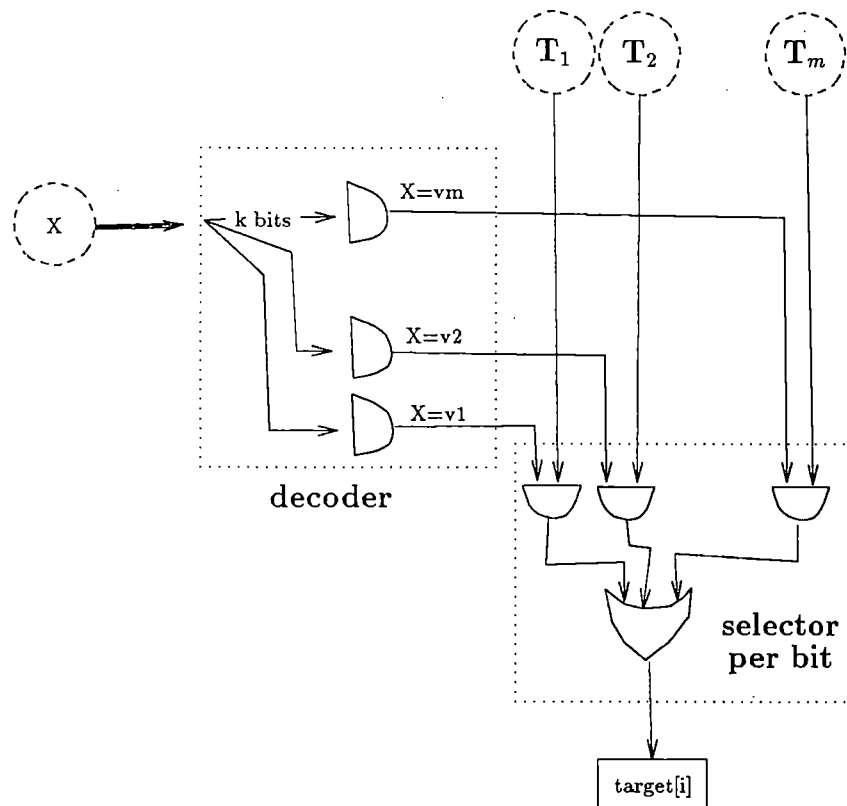 T₁ T₂ Tₘ
X=vm
X
k bits
X=v2
X=v1
decoder
selector
per bit
target[i]